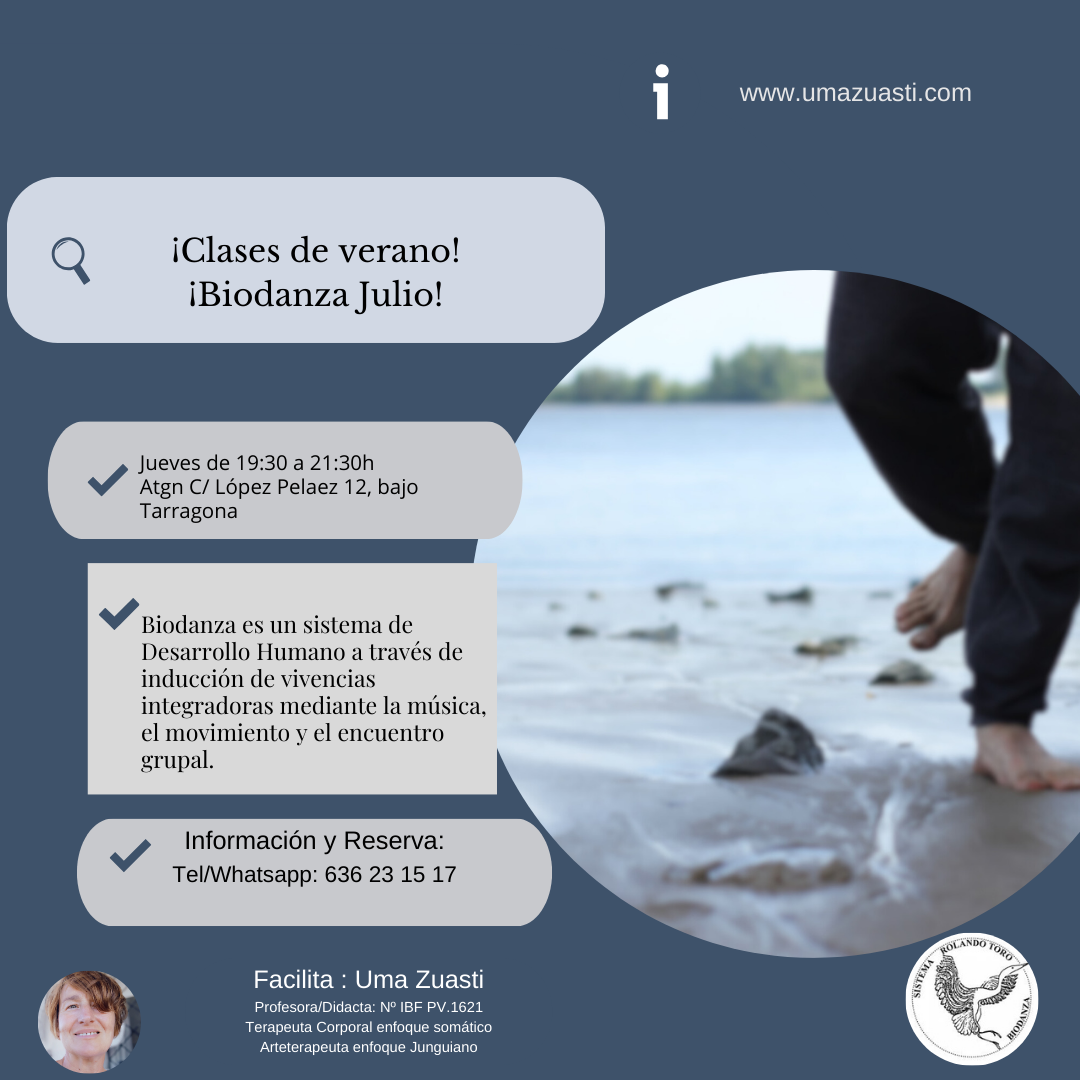 www.umazuasti.com
¡Clases de verano!
¡Biodanza Julio!
Jueves de 19:30 a 21:30h
Atgn C/ López Pelaez 12, bajo
Tarragona
Biodanza es un sistema de
Desarrollo Humano a través de
inducción de vivencias
integradoras mediante la música,
el movimiento y el encuentro
grupal.
Información y Reserva:
Tel/Whatsapp: 636 23 15 17
Facilita : Uma Zuasti
Profesora/Didacta: Nº IBF PV.1621
Terapeuta Corporal enfoque somático
Arteterapeuta enfoque Junguiano
SISTEMA ROLANDO TORO
BIODANZA